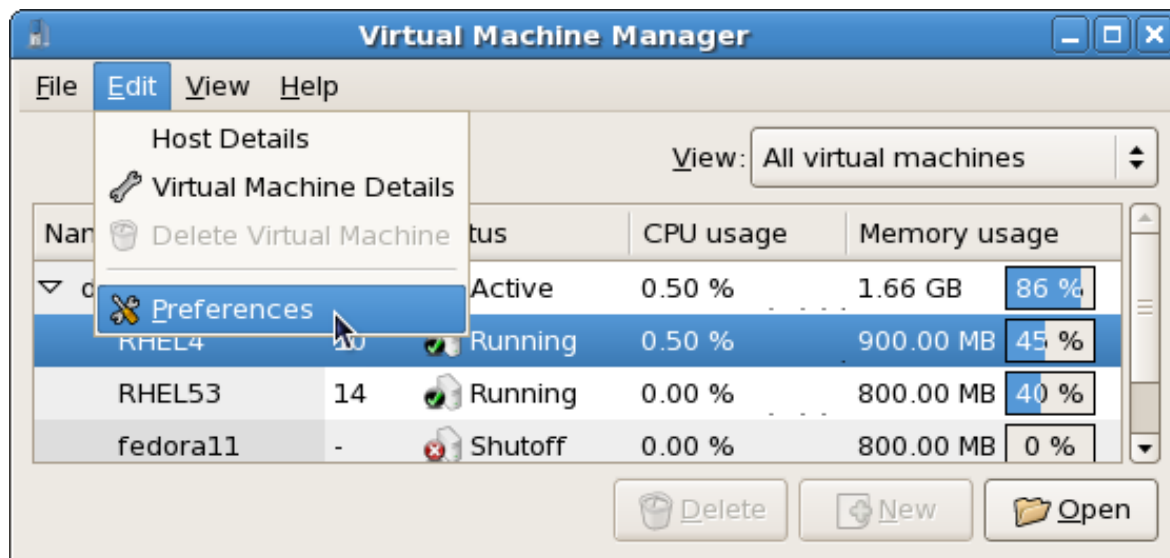 Virtual Machine Manager
File Edit View Help
Host Details
View: All virtual machines
Virtual Machine Details
Delete Virtual Machine
CPU usage Memory usage
Active 0.50 % 1.66 GB 86 %
Preferences
RHEL4 Running 0.50 % 900.00 MB 45 %
RHEL53 14 Running 0.00 % 800.00 MB 40 %
fedora11 - Shutoff 0.00 % 800.00 MB 0 %
Delete New Open